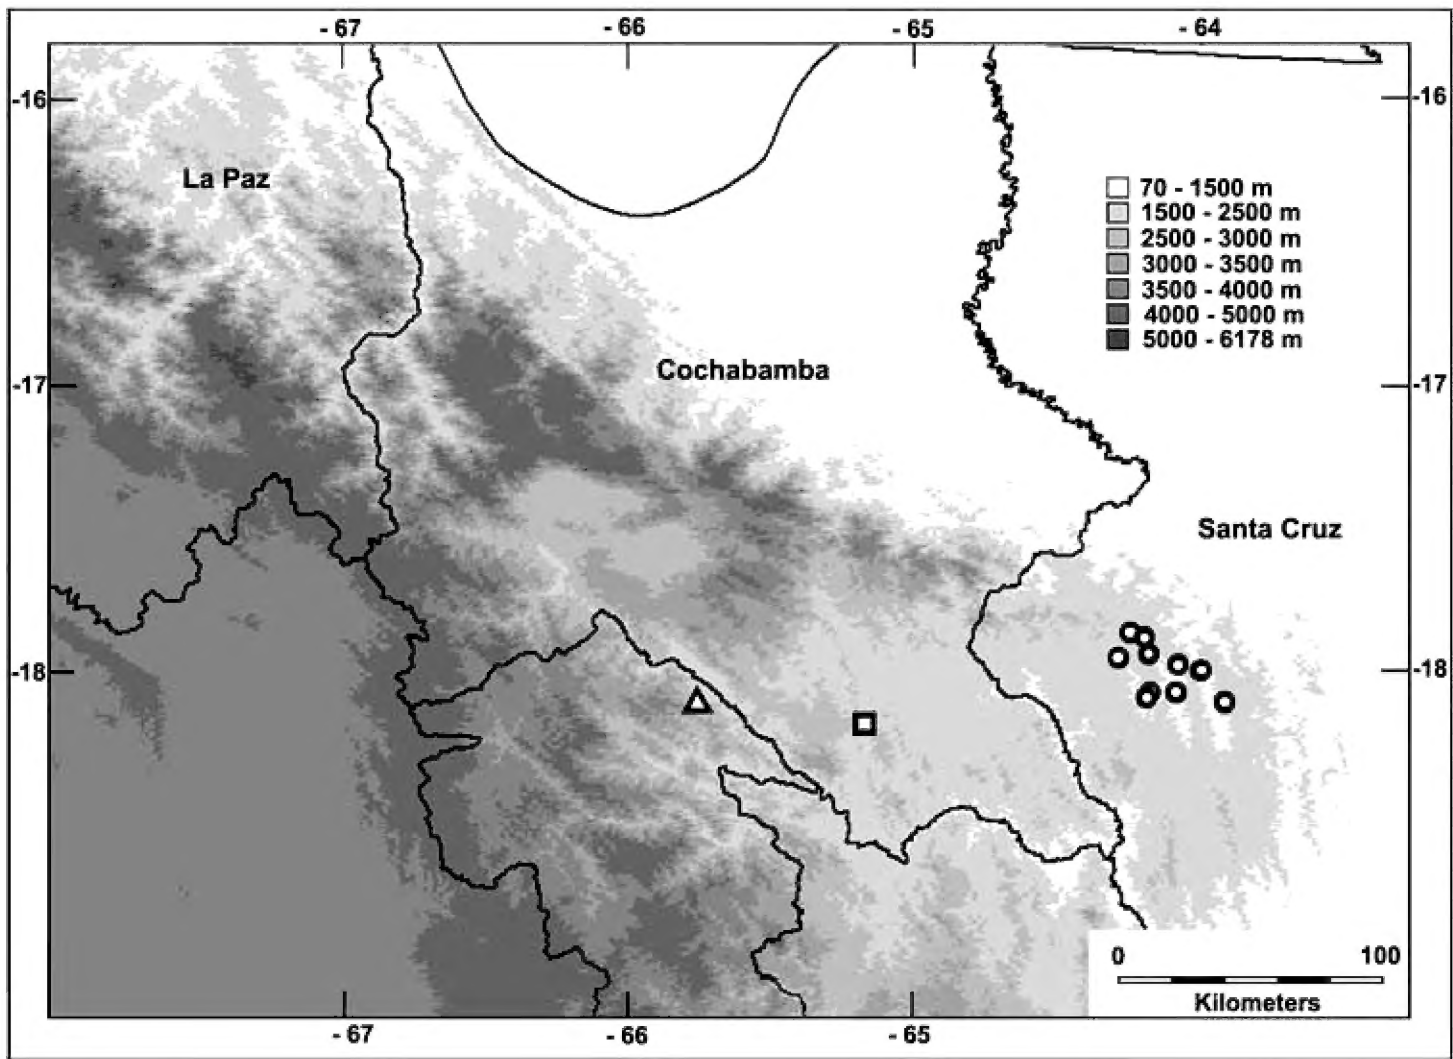 - 67 - 66 - 65 - 64
-16 -16
La Paz
70 - 1500 m
1500 - 2500 m
2500 - 3000 m
3000 - 3500 m
3500 - 4000 m
4000 - 5000 m
5000 - 6178 m
Cochabamba
-17 -17
Santa Cruz
-18 -18
0 100
Kilometers
- 67 - 66 - 65